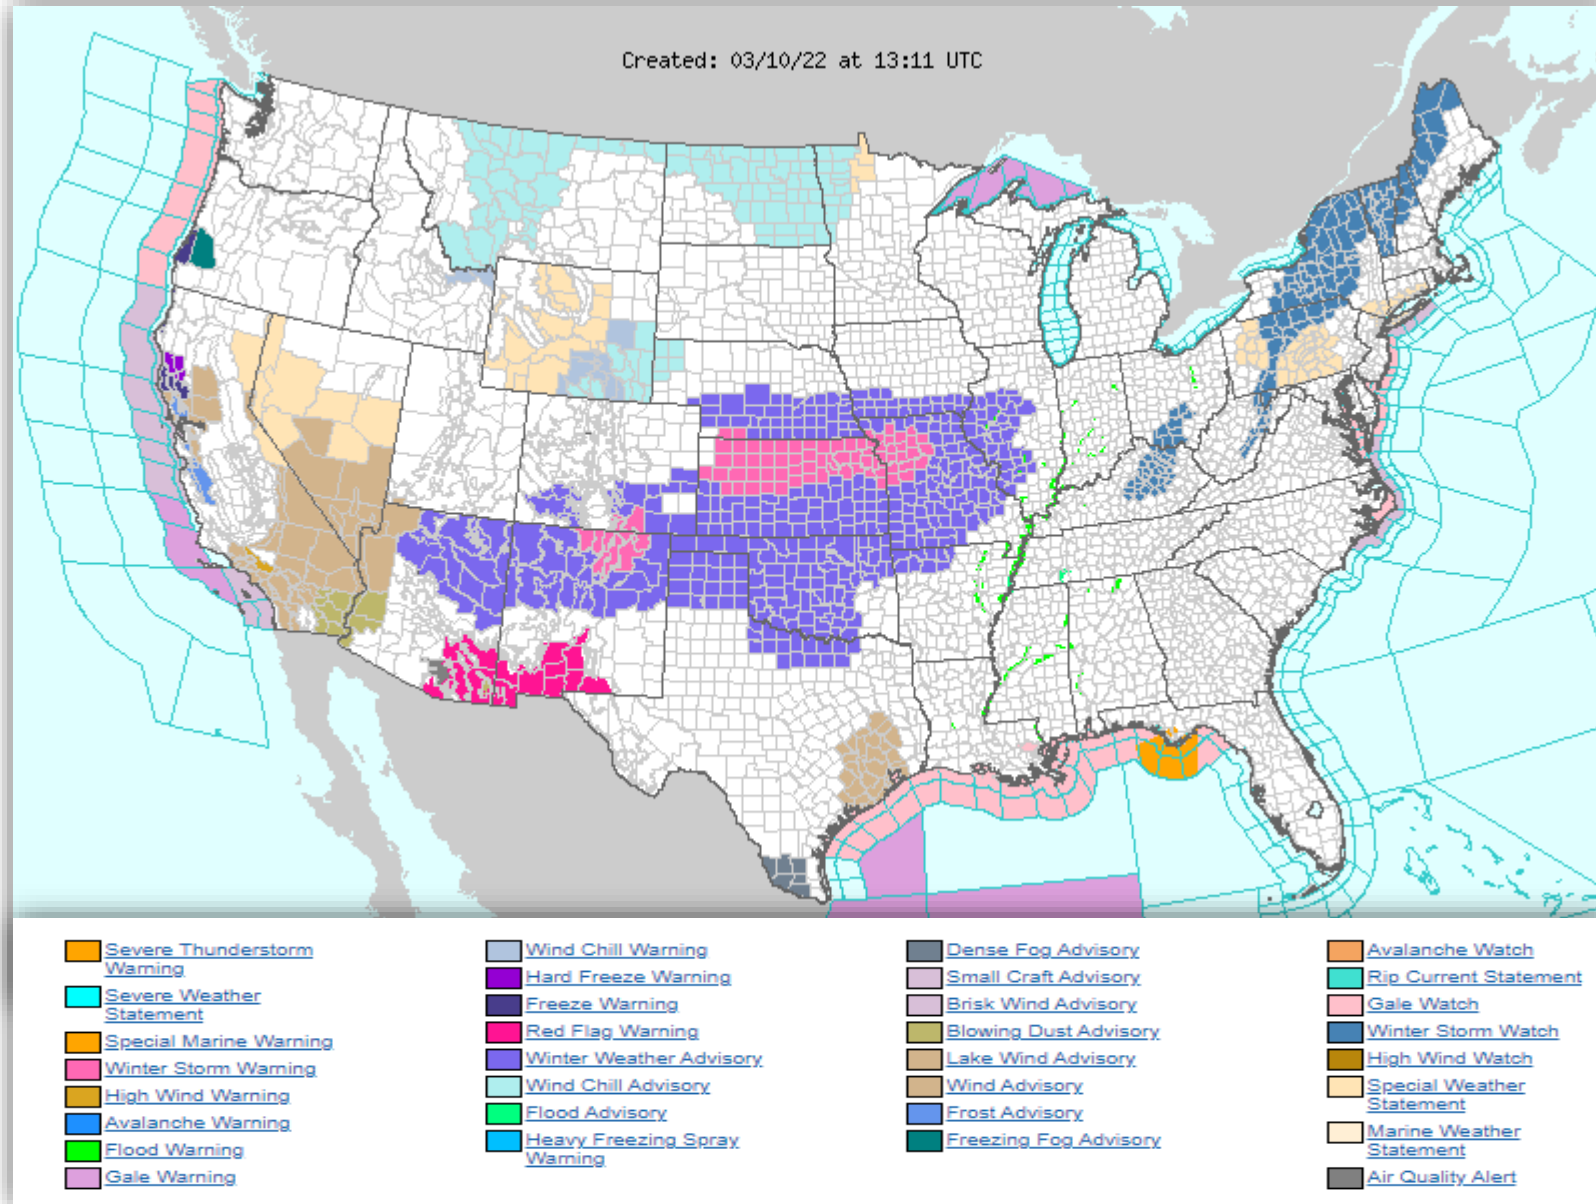 Created: 03/10/22 at 13:11 UTC
Severe Thunderstorm
Warning
Severe Weather
Statement
Special Marine Warning
Winter Storm Warning
High Wind Warning
Avalanche Warning
Flood Warning
Gale Warning
Wind Chill Warning
Hard Freeze Warning
Freeze Warning
Red Flag Warning
Winter Weather Advisory
Wind Chill Advisory
Flood Advisory
Heavy Freezing Spray
Warning
Dense Fog Advisory
Small Craft Advisory
Brisk Wind Advisory
Blowing Dust Advisory
Lake Wind Advisory
Wind Advisory
Frost Advisory
Freezing Fog Advisory
Avalanche Watch
Rip Current Statement
Gale Watch
Winter Storm Watch
High Wind Watch
Special Weather
Statement
Marine Weather
Statement
Air Quality Alert